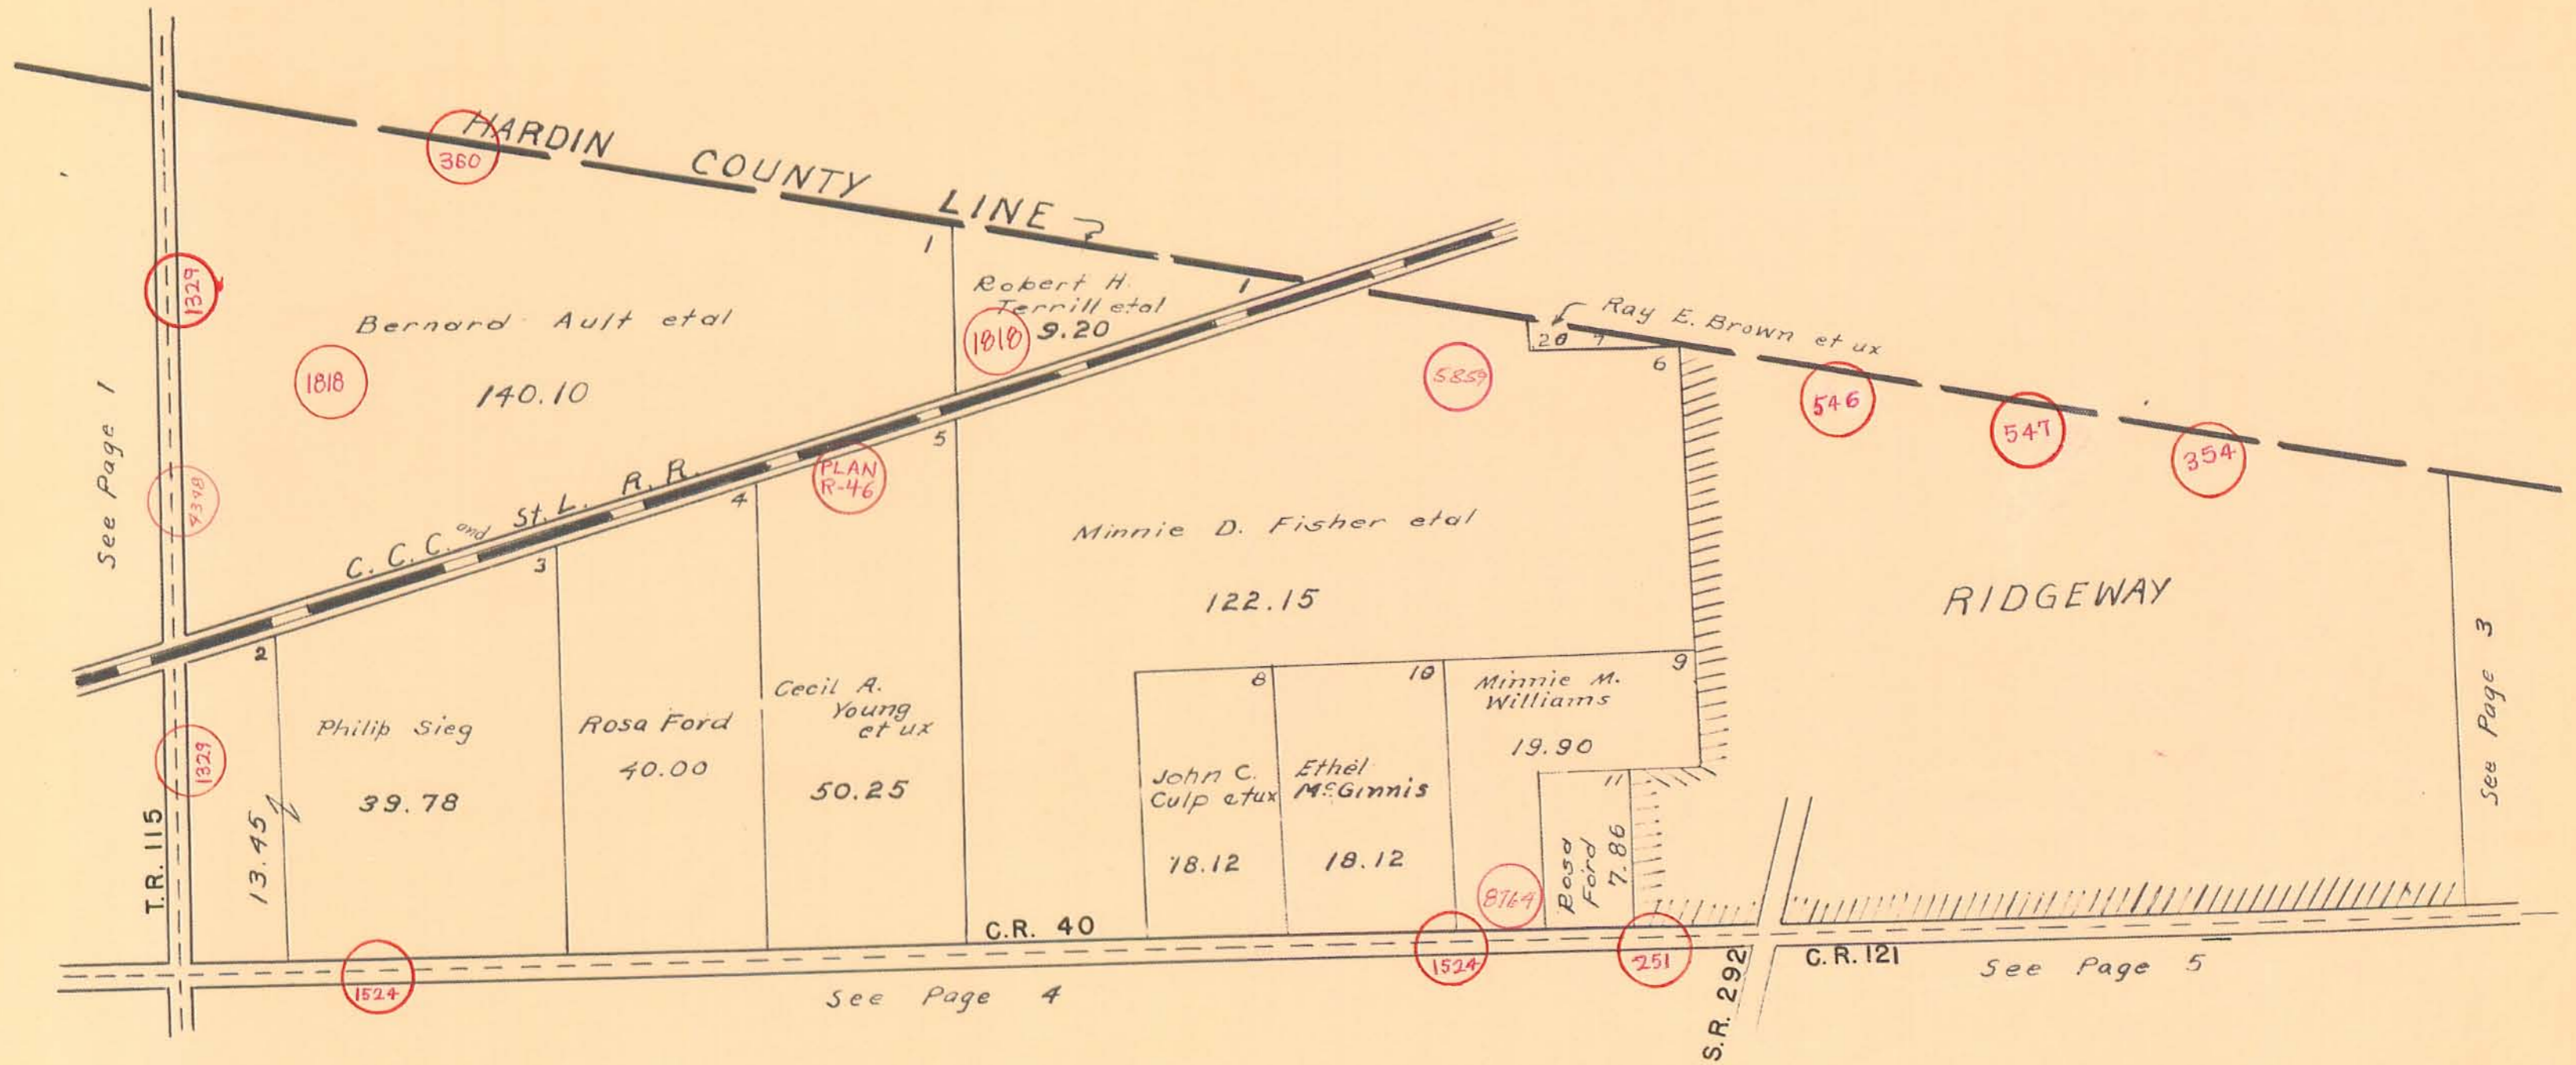 HARDIN COUNTY LINE
360
1
Robert H.
Terrill etal
9.20
1
1818
1329
Bernard Ault etal
140.10
1818
See Page 1
Ray E. Brown et ux
.20
7
6
5859
546
547
354
4398
C. C. C. and St. L. R. R.
PLAN
R-46
2
3
4
5
Minnie D. Fisher etal
122.15
RIDGEWAY
See Page 3
1329
T.R. 115
13.45
Philip Sieg
39.78
Rosa Ford
40.00
Cecil A.
Young
et ux
50.25
8
John C.
Culp etux
18.12
10
Ethel
McGinnis
18.12
9
Minnie M.
Williams
19.90
11
Rosa
Ford
7.86
8764
C.R. 40
1524
1524
251
S.R. 292
C.R. 121
See Page 4
See Page 5